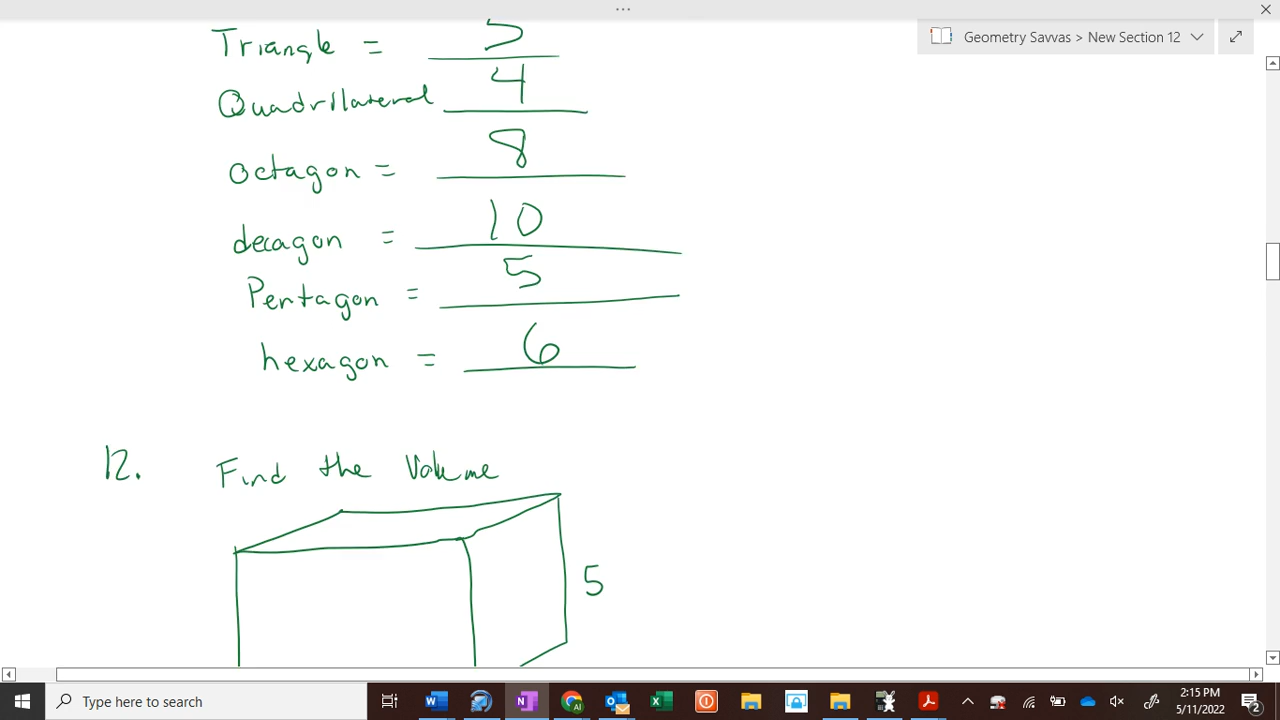 Geometry Savvas > New Section 12
Triangle =
Quadrilateral 4
octagon = 8
decagon = 10
Pentagon = 5
hexagon = 6
12. Find the Volume
5
Type here to search
2:15 PM
5/11/2022
2